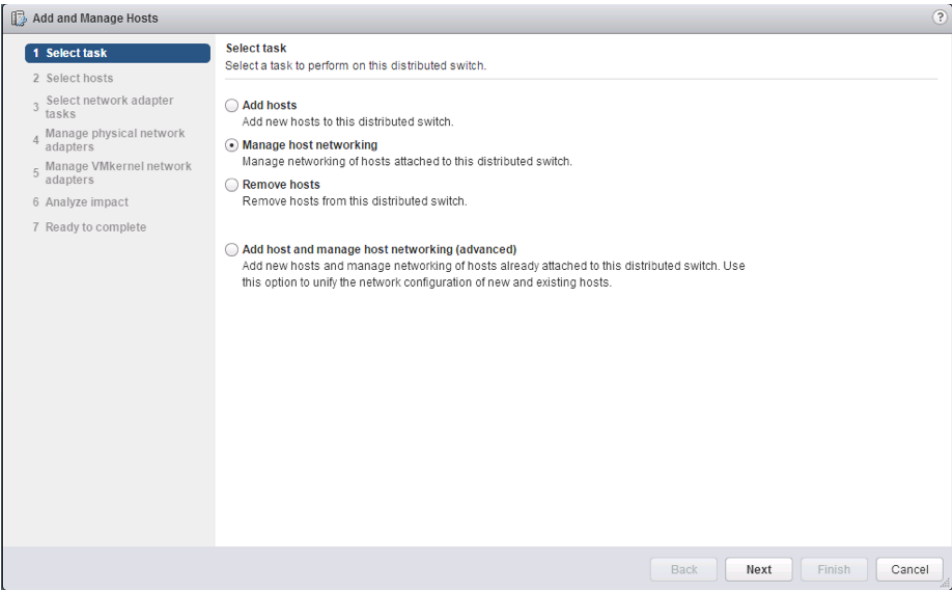 Add and Manage Hosts
?
1 Select task
2 Select hosts
3 Select network adapter
tasks
4 Manage physical network
adapters
5 Manage VMkernel network
adapters
6 Analyze impact
7 Ready to complete
Select task
Select a task to perform on this distributed switch.
Add hosts
Add new hosts to this distributed switch.
Manage host networking
Manage networking of hosts attached to this distributed switch.
Remove hosts
Remove hosts from this distributed switch.
Add host and manage host networking (advanced)
Add new hosts and manage networking of hosts already attached to this distributed switch. Use
this option to unify the network configuration of new and existing hosts.
Back Next Finish Cancel